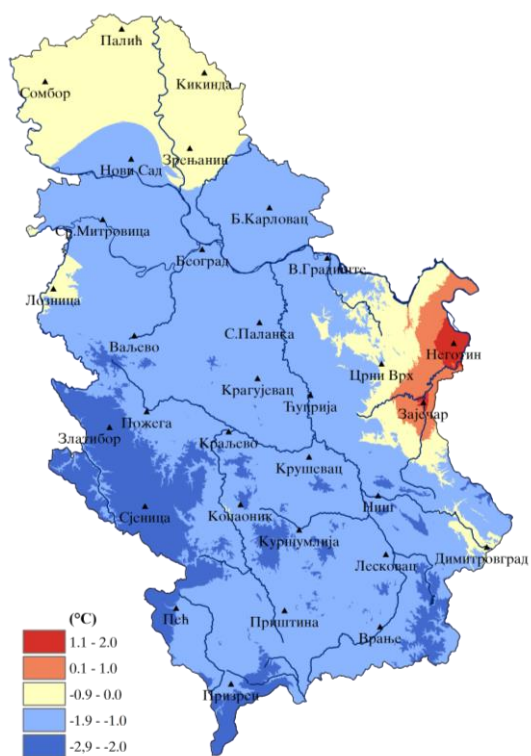 Палић
Кикинда
Сомбор
Зрењанин
Нови Сад
Б.Карловац
Ср.Митровица
Београд
В.Градиште
Лозница
С.Паланка
Ваљево
Неготин
Црни Врх
Крагујевац
Ћуприја
Зајечар
Пожега
Златибор
Краљево
Крушевац
Ниш
Копаоник
Сјеница
Куршумлија
Димитровград
Лесковац
Пећ
Приштина
Врање
Призрен
(°C)
1.1 - 2.0
0.1 - 1.0
-0.9 - 0.0
-1.9 - -1.0
-2,9 - -2.0